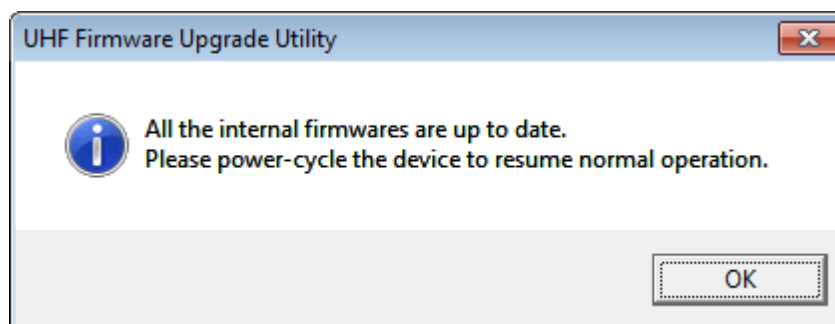 UHF Firmware Upgrade Utility
All the internal firmwares are up to date.
Please power-cycle the device to resume normal operation.
OK